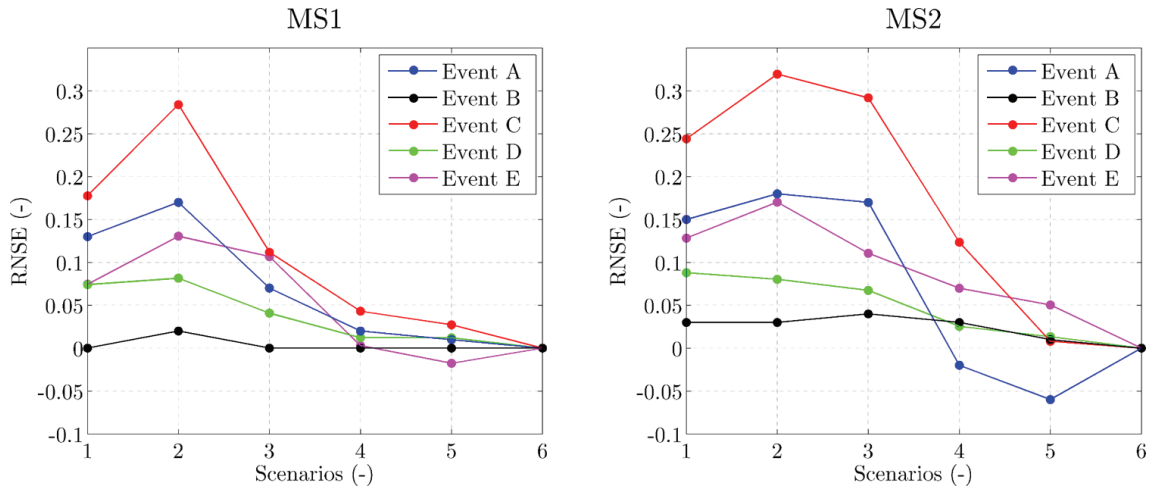 MS1
0.3
0.25
0.2
0.15
0.1
0.05
0
-0.05
-0.1
RNSE (-)
1 2 3 4 5 6
Scenarios (-)
Event A
Event B
Event C
Event D
Event E
MS2
0.3
0.25
0.2
0.15
0.1
0.05
0
-0.05
-0.1
RNSE (-)
1 2 3 4 5 6
Scenarios (-)
Event A
Event B
Event C
Event D
Event E